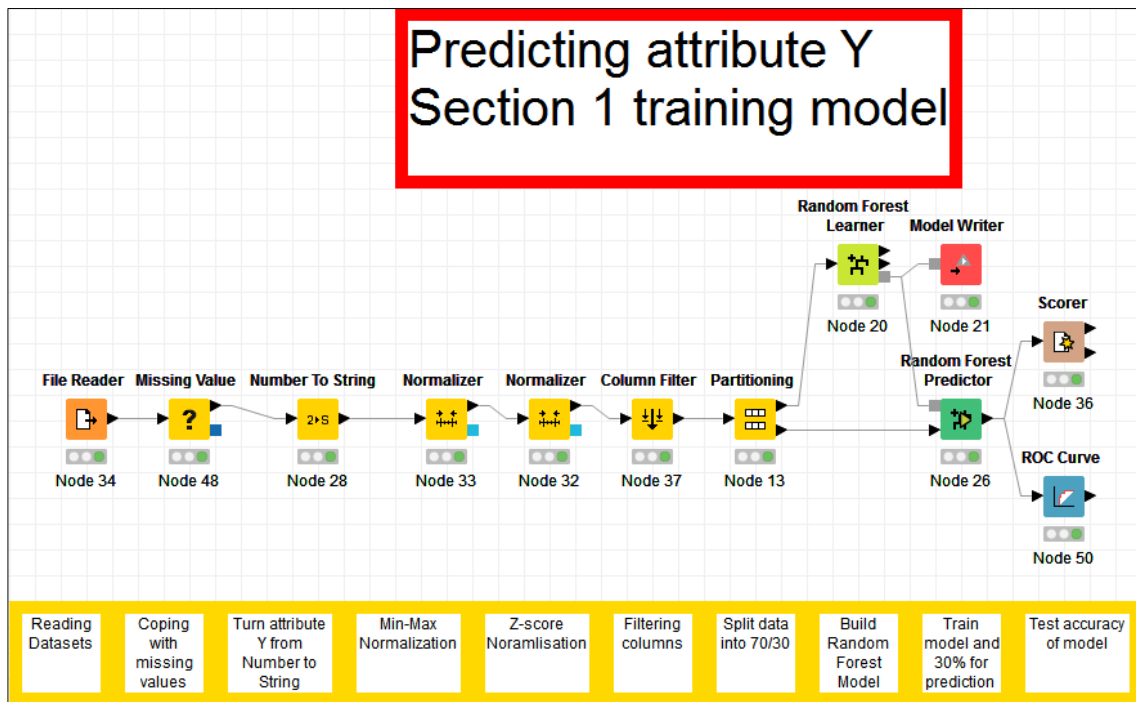 Predicting attribute Y
Section 1 training model
Random Forest
Learner
Model Writer
Node 20
Node 21
Scorer
Node 36
File Reader
Missing Value
Number To String
Normalizer
Normalizer
Column Filter
Partitioning
Random Forest
Predictor
?
2▸S
Node 34
Node 48
Node 28
Node 33
Node 32
Node 37
Node 13
Node 26
ROC Curve
Node 50
Reading
Datasets
Coping
with
missing
values
Turn attribute
Y from
Number to
String
Min-Max
Normalization
Z-score
Noramlisation
Filtering
columns
Split data
into 70/30
Build
Random
Forest
Model
Train
model and
30% for
prediction
Test accuracy
of model